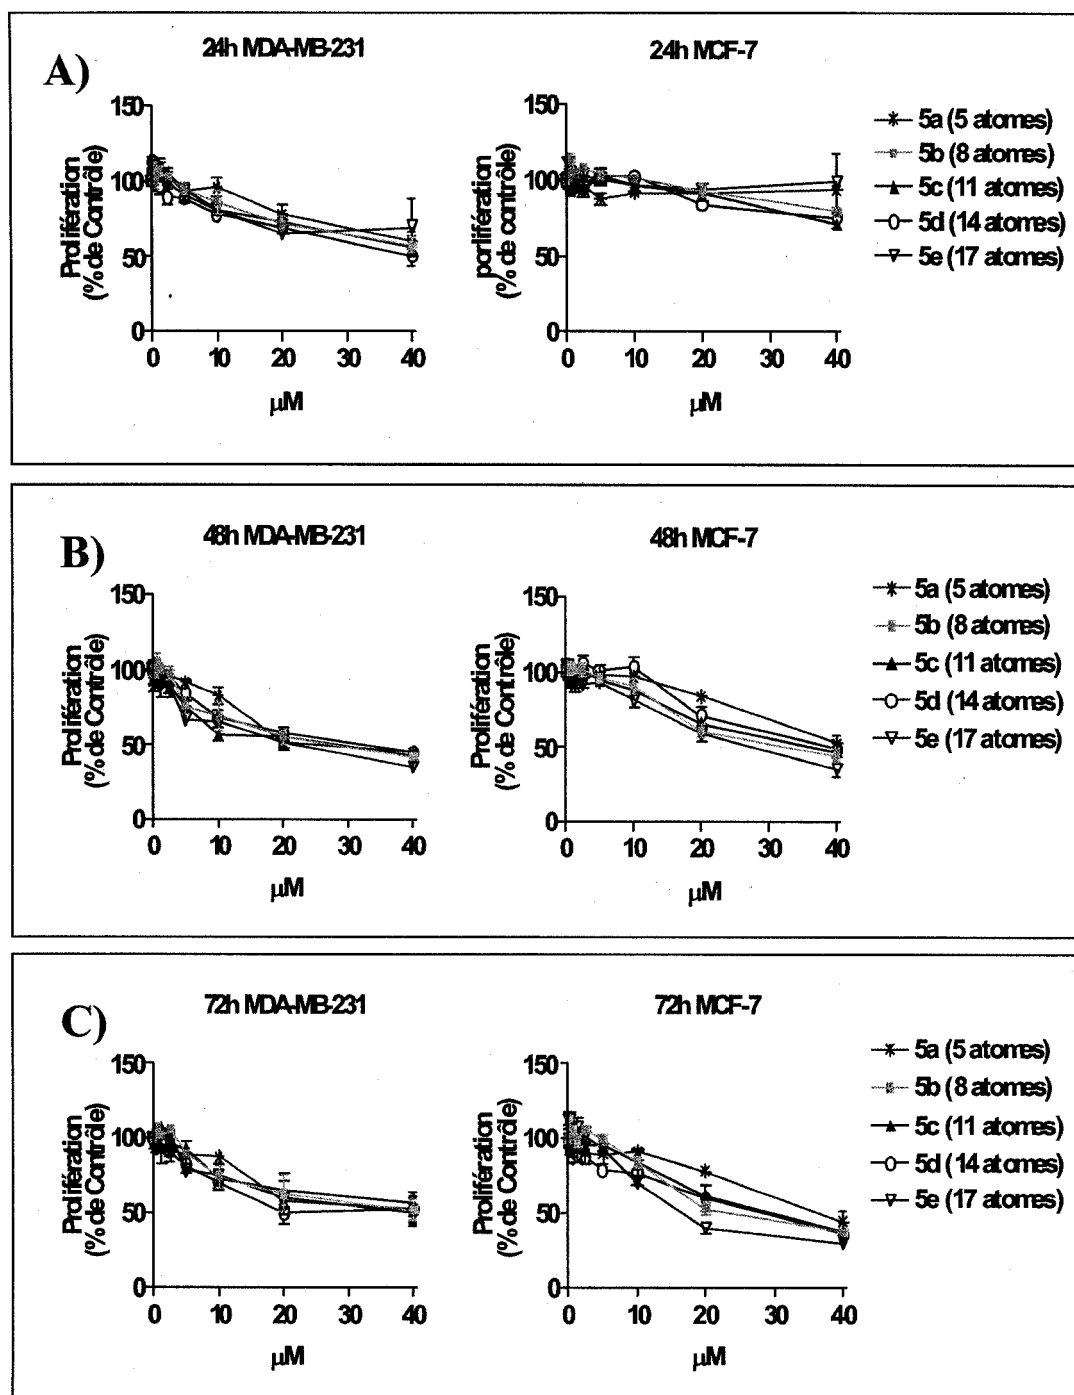 A)
24h MDA-MB-231
Prolifération
(% de Contrôle)
150
100
50
0
0 10 20 30 40
µM
24h MCF-7
porlifération
(% de contrôle)
150
100
50
0
0 10 20 30 40
µM
5a (5 atomes)
5b (8 atomes)
5c (11 atomes)
5d (14 atomes)
5e (17 atomes)
B)
48h MDA-MB-231
Prolifération
(% de Contrôle)
150
100
50
0
0 10 20 30 40
µM
48h MCF-7
Prolifération
(% de Contrôle)
150
100
50
0
0 10 20 30 40
µM
5a (5 atomes)
5b (8 atomes)
5c (11 atomes)
5d (14 atomes)
5e (17 atomes)
C)
72h MDA-MB-231
Prolifération
(% de Contrôle)
150
100
50
0
0 10 20 30 40
µM
72h MCF-7
Prolifération
(% de Contrôle)
150
100
50
0
0 10 20 30 40
µM
5a (5 atomes)
5b (8 atomes)
5c (11 atomes)
5d (14 atomes)
5e (17 atomes)